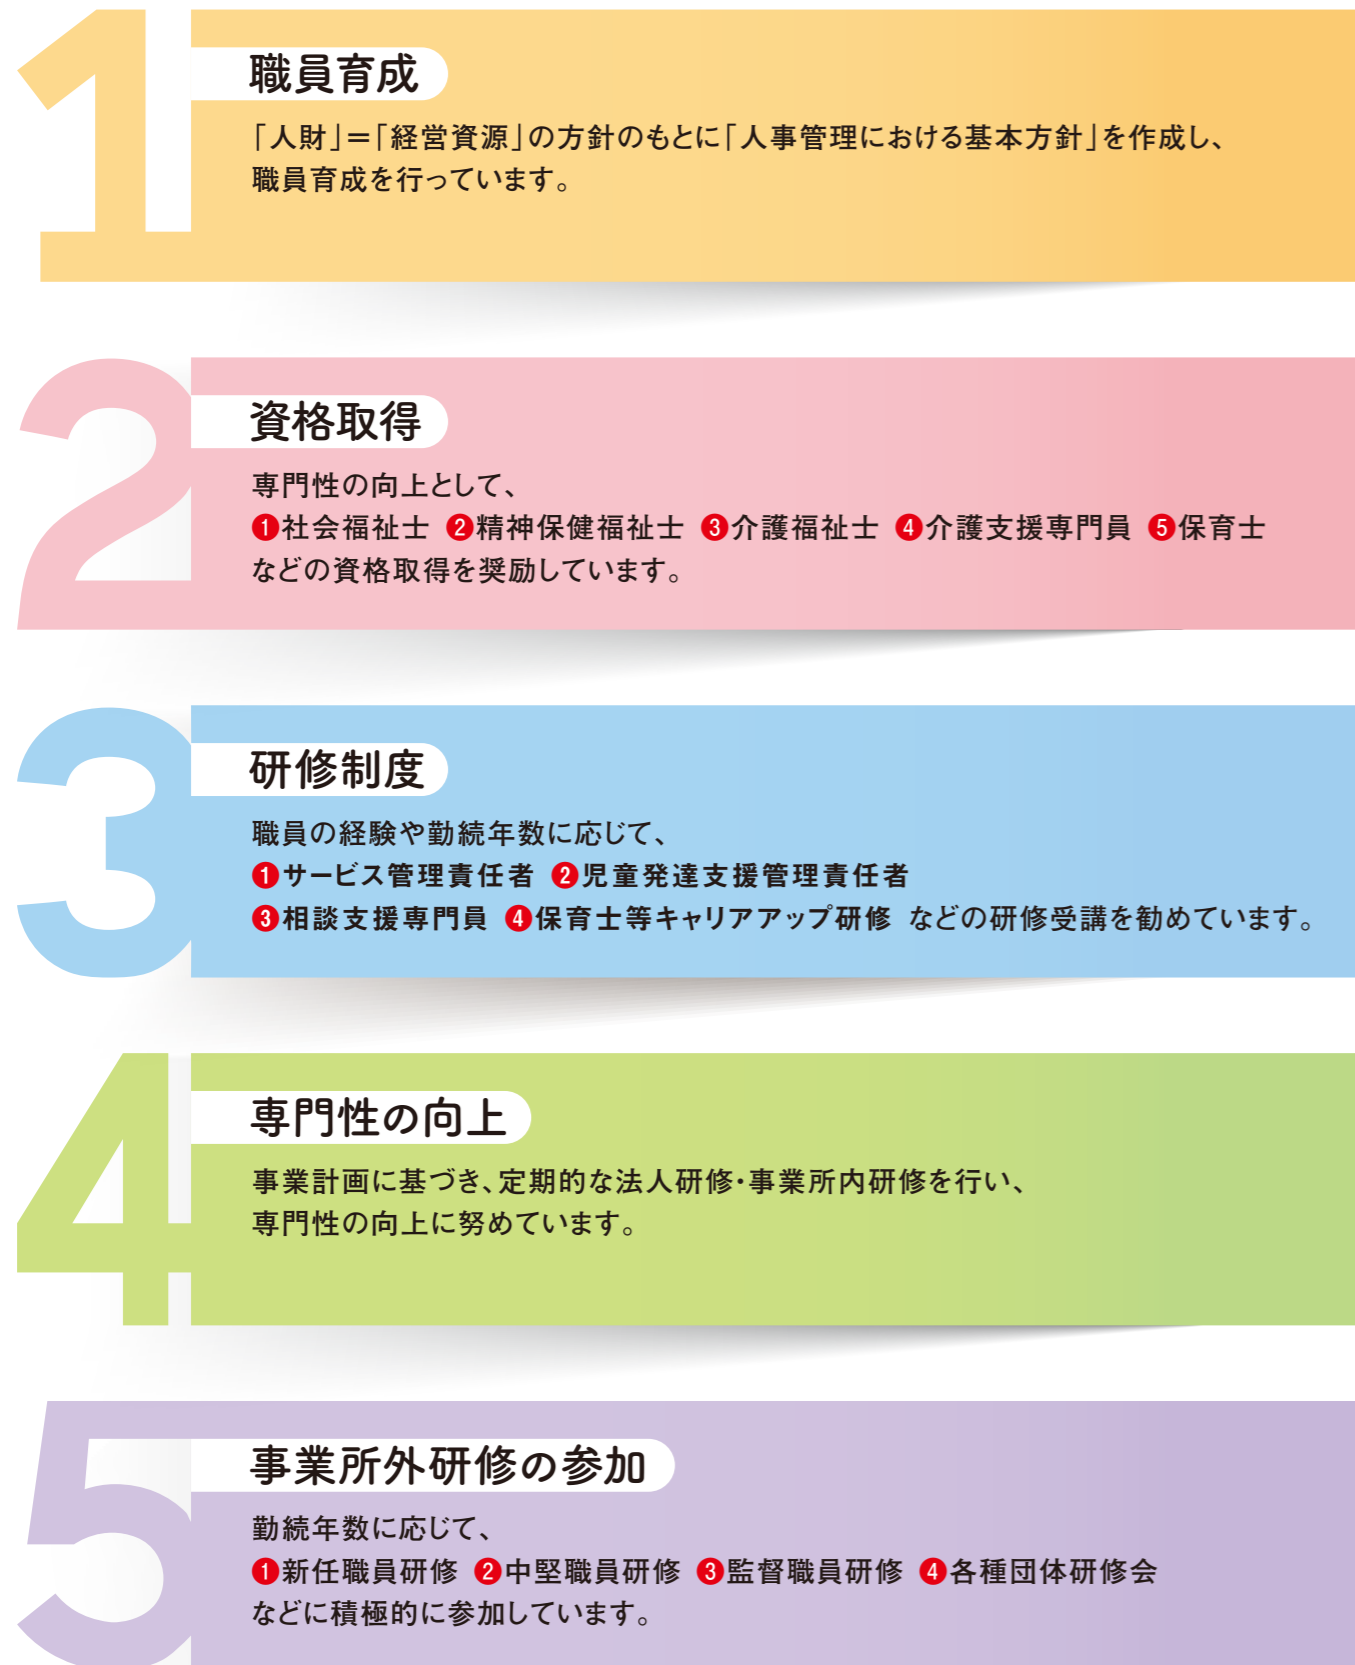 1
職員育成
「人財」＝「経営資源」の方針のもとに「人事管理における基本方針」を作成し、
職員育成を行っています。
2
資格取得
専門性の向上として、
❶社会福祉士 ❷精神保健福祉士 ❸介護福祉士 ❹介護支援専門員 ❺保育士
などの資格取得を奨励しています。
3
研修制度
職員の経験や勤続年数に応じて、
❶サービス管理責任者 ❷児童発達支援管理責任者
❸相談支援専門員 ❹保育士等キャリアアップ研修 などの研修受講を勧めています。
4
専門性の向上
事業計画に基づき、定期的な法人研修・事業所内研修を行い、
専門性の向上に努めています。
5
事業所外研修の参加
勤続年数に応じて、
❶新任職員研修 ❷中堅職員研修 ❸監督職員研修 ❹各種団体研修会
などに積極的に参加しています。